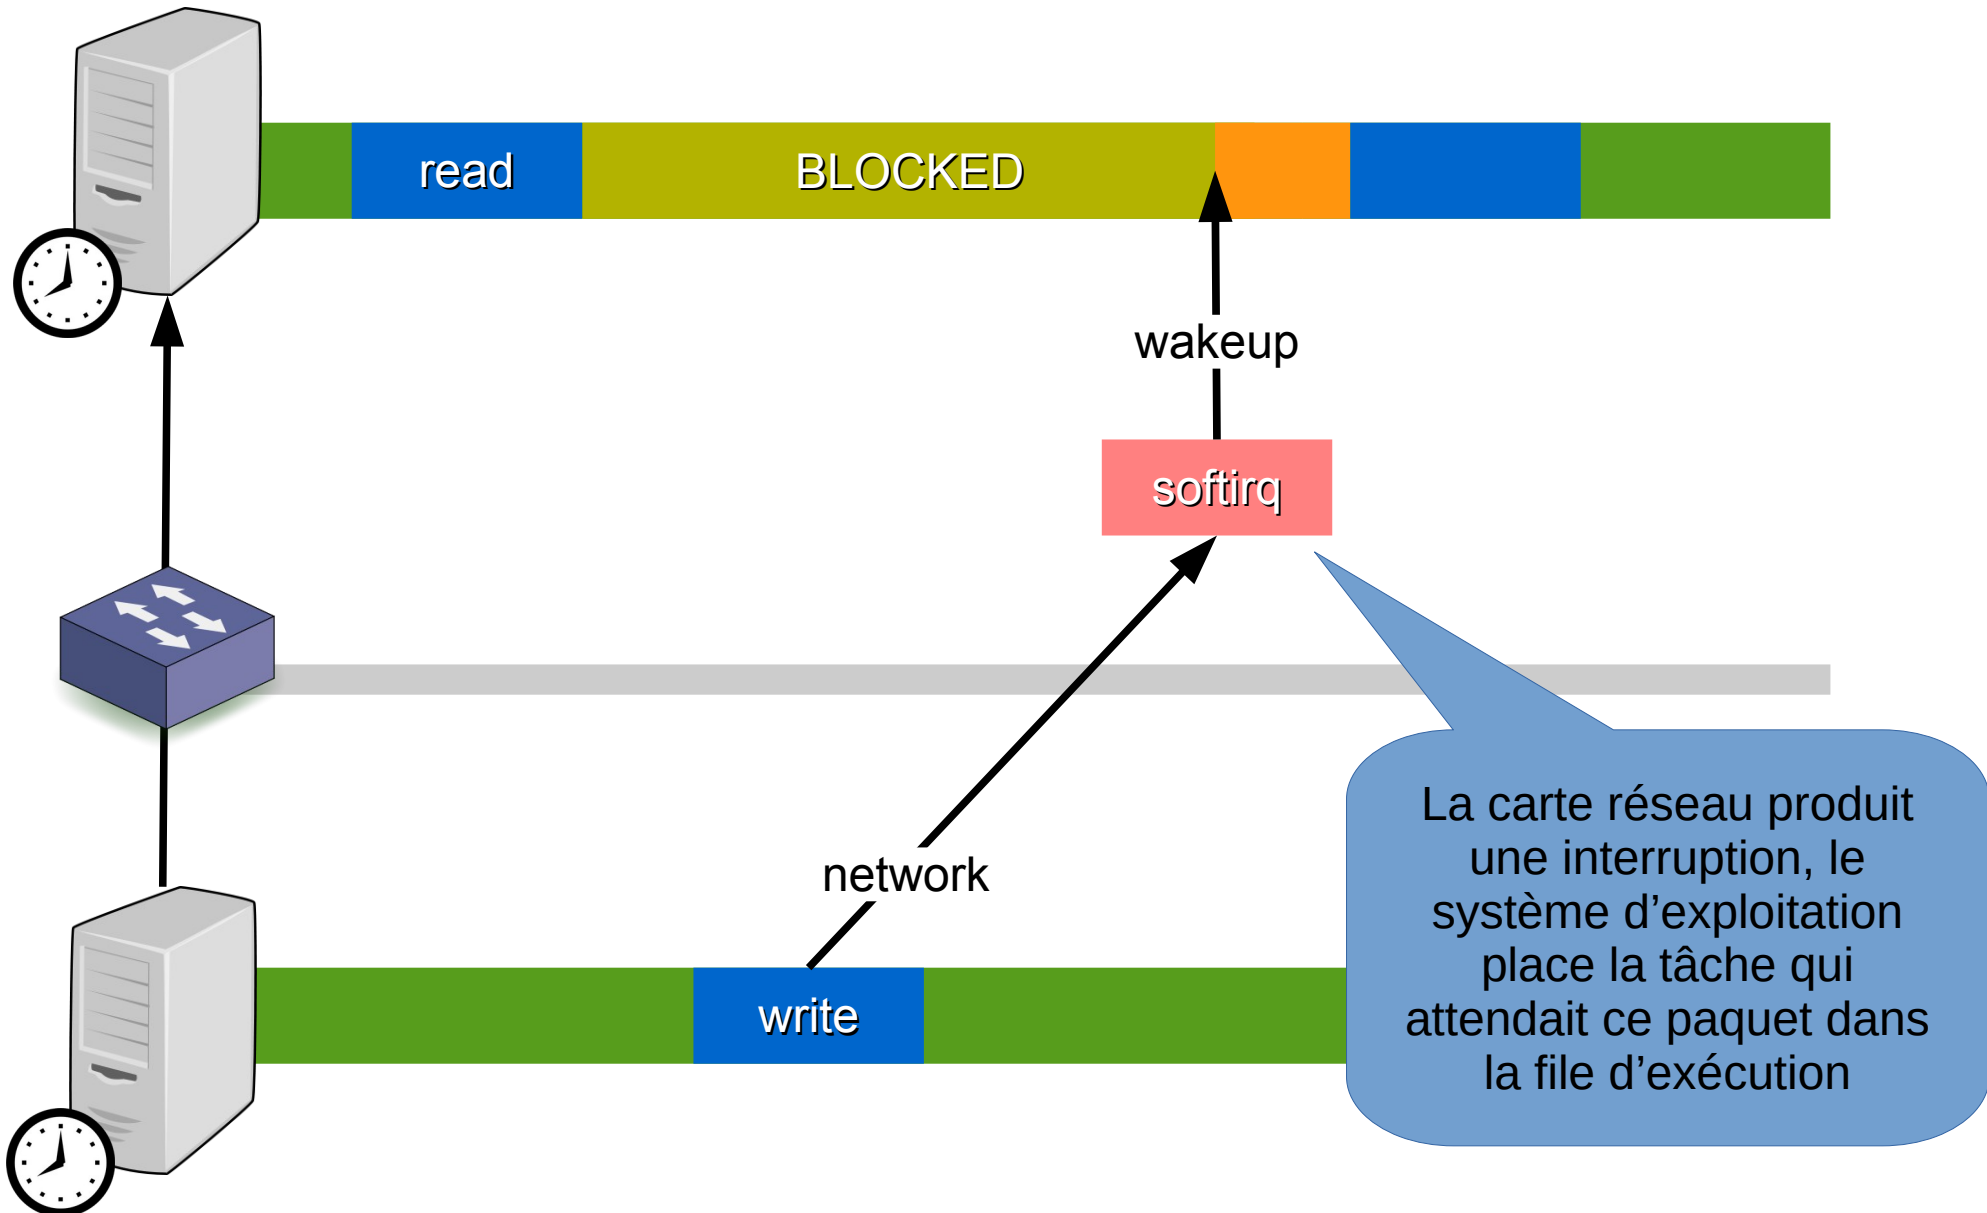 read
BLOCKED
wakeup
softirq
network
write
La carte réseau produit
une interruption, le
système d’exploitation
place la tâche qui
attendait ce paquet dans
la file d’exécution